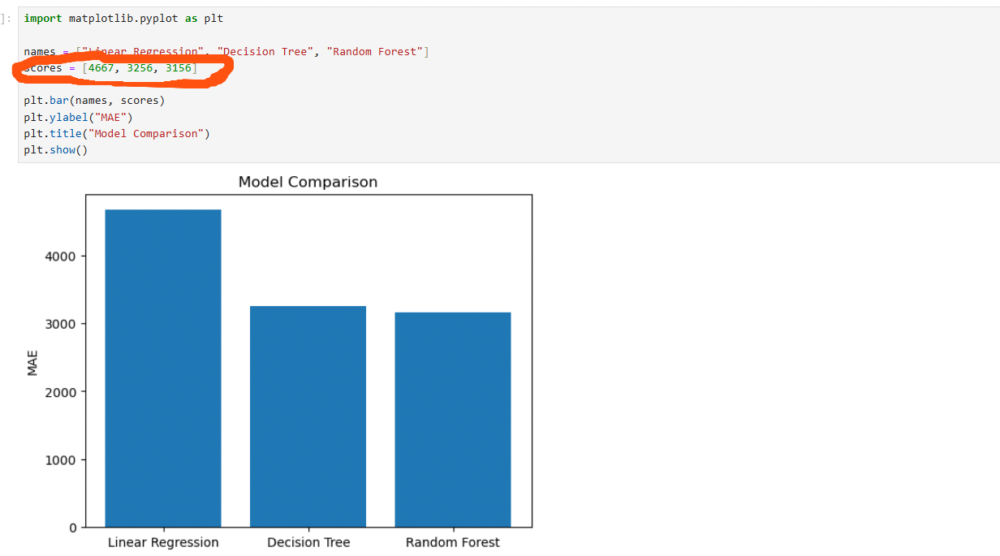 ]:
import matplotlib.pyplot as plt
names = ["Linear Regression", "Decision Tree", "Random Forest"]
scores = [4667, 3256, 3156]
plt.bar(names, scores)
plt.ylabel("MAE")
plt.title("Model Comparison")
plt.show()
Model Comparison
4000
3000
2000
1000
0
MAE
Linear Regression Decision Tree Random Forest